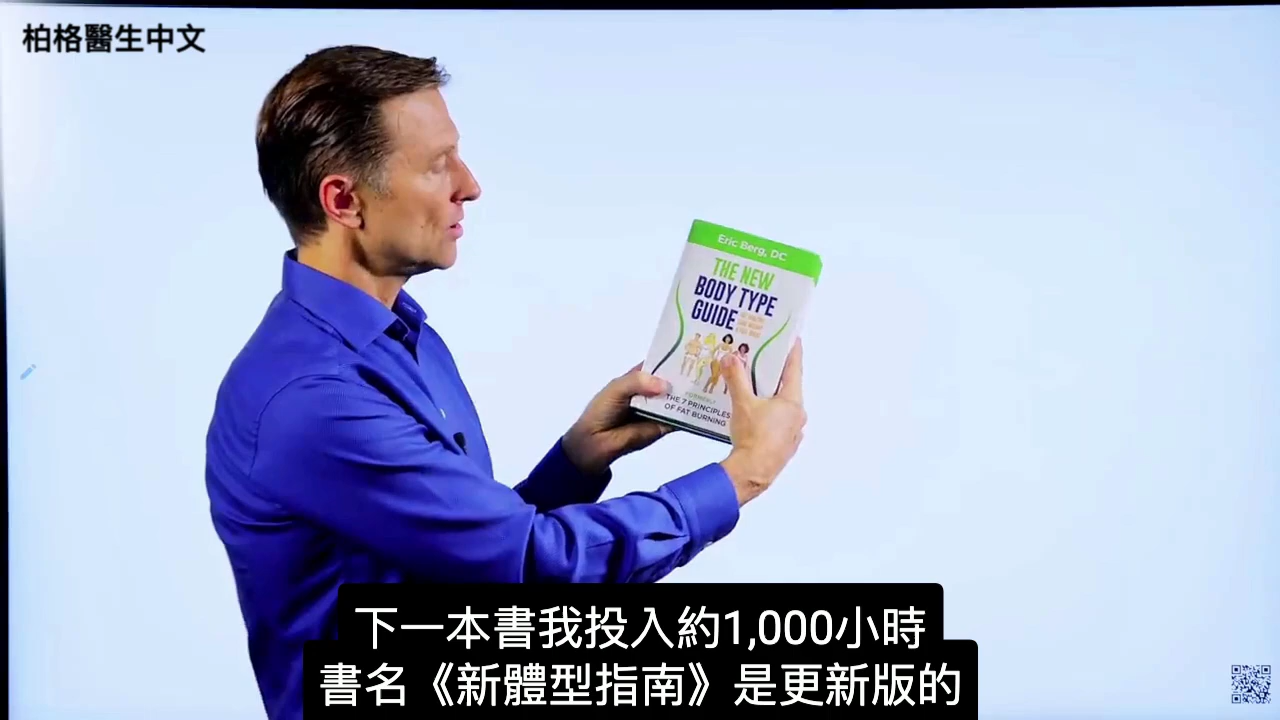 柏格醫生中文
Eric Berg, DC
THE NEW
BODY TYPE
GUIDE
FORMERLY
THE 7 PRINCIPLES
OF FAT BURNING
下一本書我投入約1,000小時
書名《新體型指南》是更新版的